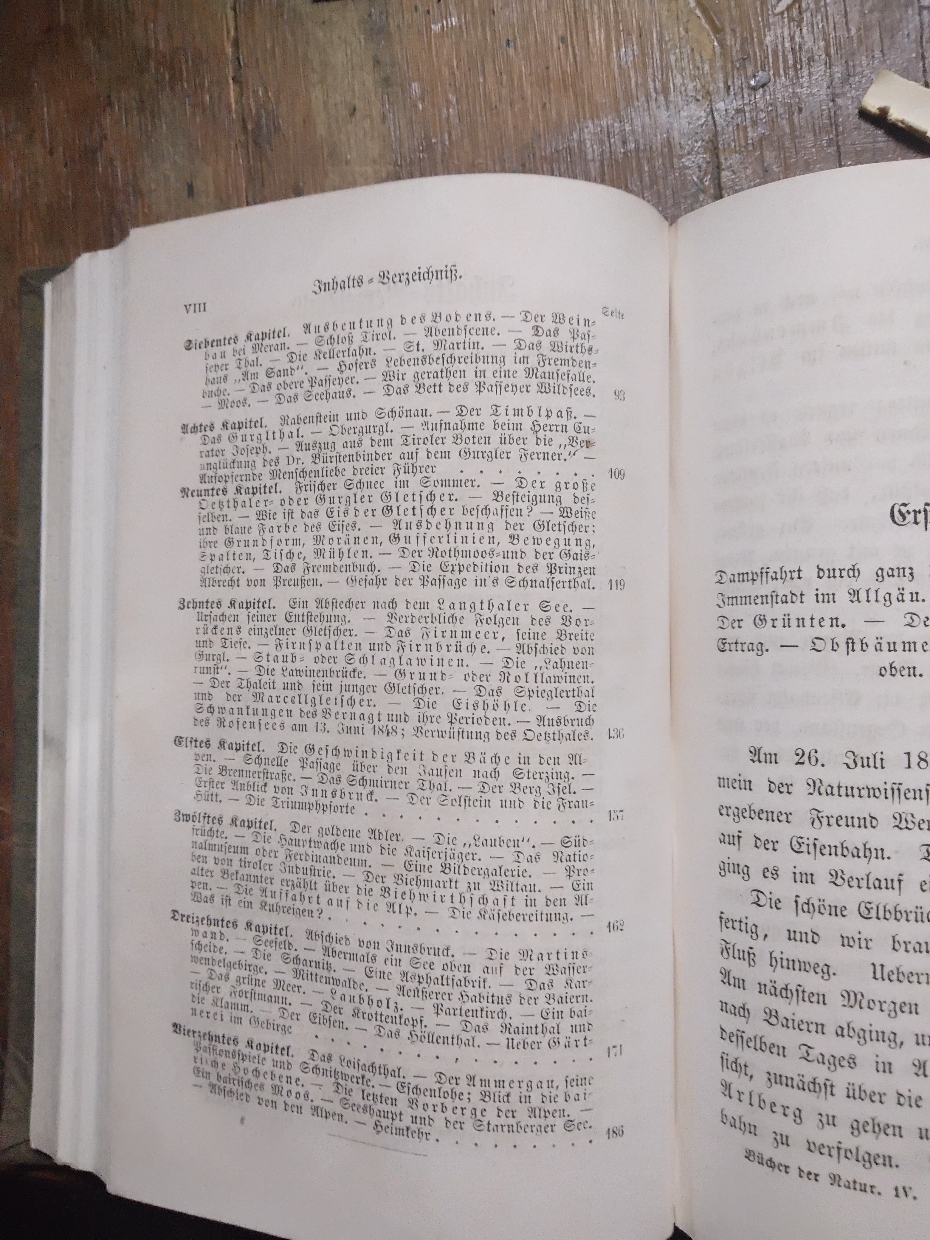 VIII
Inhalts-Verzeichniß.
Seite
Siebentes Kapitel. Ausbeutung des Bodens. — Der Wein-
bau bei Meran. — Schloß Tirol. — Abendscene. — Das Pas-
seyer Thal. — Die Kellerlahn. — St. Martin. — Das Wirths-
haus „Am Sand“. — Hofers Lebensbeschreibung im Fremden-
buche. — Das obere Passeyer. — Wir gerathen in eine Mausefalle.
— Moos. — Das Seehaus. — Das Bett des Passeyer Wildsees. 93
Achtes Kapitel. Rabenstein und Schönau. — Der Timblpaß. —
Das Gurglthal. — Obergurgl. — Aufnahme beim Herrn Cu-
rator Joseph. — Auszug aus dem Tiroler Boten über die „Ver-
unglückung des Dr. Bürstenbinder auf dem Gurgler Ferner.“ —
Aufopfernde Menschenliebe dreier Führer . . . . . . . 109
Neuntes Kapitel. Frischer Schnee im Sommer. — Der große
Oetzthaler- oder Gurgler Gletscher. — Besteigung des-
selben. — Wie ist das Eis der Gletscher beschaffen? — Weiße
und blaue Farbe des Eises. — Ausdehnung der Gletscher;
ihre Grundform, Moränen, Gufferlinien, Bewegung,
Spalten, Tische, Mühlen. — Der Rothmoos- und der Gais-
gletscher. — Das Fremdenbuch. — Die Expedition des Prinzen
Albrecht von Preußen. — Gefahr der Passage in's Schnalserthal. 119
Zehntes Kapitel. Ein Abstecher nach dem Langthaler See. —
Ursachen seiner Entstehung. — Verderbliche Folgen des Vor-
rückens einzelner Gletscher. — Das Firnmeer, seine Breite
und Tiefe. — Firnspalten und Firnbrüche. — Abschied von
Gurgl. — Staub- oder Schlaglawinen. — Die „Lahnen-
runst“. — Die Lawinenbrücke. — Grund- oder Rolllawinen.
— Der Thaleit und sein junger Gletscher. — Das Spieglerthal
und der Marcellgletscher. — Die Eishöhle. — Die
Schwankungen des Vernagt und ihre Perioden. — Ausbruch
des Rofensees am 13. Juni 1848; Verwüstung des Oetzthales. 136
Elftes Kapitel. Die Geschwindigkeit der Bäche in den Al-
pen. — Schnelle Passage über den Jaufen nach Sterzing. —
Die Brennerstraße. — Das Schmirner Thal. — Der Berg Isel. —
Erster Anblick von Innsbruck. — Der Solstein und die Frau-
Hütt. — Die Triumphpforte . . . . . . . . . . 157
Zwölftes Kapitel. Der goldene Adler. — Die „Lauben“. — Süd-
früchte. — Die Hauptwache und die Kaiserjäger. — Das Natio-
nalmuseum oder Ferdinandeum. — Eine Bildergalerie. — Pro-
ben von tiroler Industrie. — Der Viehmarkt zu Wiltau. — Ein
alter Bekannter erzählt über die Viehwirthschaft in den Al-
pen. — Die Auffahrt auf die Alp. — Die Käsebereitung. —
Was ist ein Kuhreigen? . . . . . . . . . . . 162
Dreizehntes Kapitel. Abschied von Innsbruck. — Die Martins-
wand. — Seefeld. — Abermals ein See oben auf der Wasser-
scheide. — Die Scharnitz. — Eine Asphaltfabrik. — Das Kar-
wendelgebirge. — Mittenwalde. — Aeußerer Habitus der Baiern.
— Das grüne Meer. — Laubholz. — Partenkirch. — Ein bai-
rischer Forstmann. — Der Krottenkopf. — Das Rainthal und
die Klamm. — Der Eibsee. — Das Höllenthal. — Ueber Gärt-
nerei im Gebirge . . . . . . . . . . . 171
Vierzehntes Kapitel. Das Loisachthal. — Der Ammergau, seine
Passionsspiele und Schnitzwerke. — Eschenlohe; Blick in die bai-
rische Hochebene. — Die letzten Vorberge der Alpen. —
Ein bairisches Moos. — Seeshaupt und der Starnberger See.
— Abschied von den Alpen. — Heimkehr . . . . . . . 186
Ers
Dampffahrt durch ganz
Immenstadt im Allgäu.
Der Grünten. — De
Ertrag. — Obstbäume
oben.
Am 26. Juli 18
mein der Naturwissens
ergebener Freund Wer
auf der Eisenbahn.
ging es im Verlauf ei
Die schöne Elbbrüc
fertig, und wir brau
Fluß hinweg. Uebern
Am nächsten Morgen
nach Baiern abging, un
desselben Tages in A
sicht, zunächst über die
Arlberg zu gehen u
bahn zu verfolgen.
Bücher der Natur. IV.